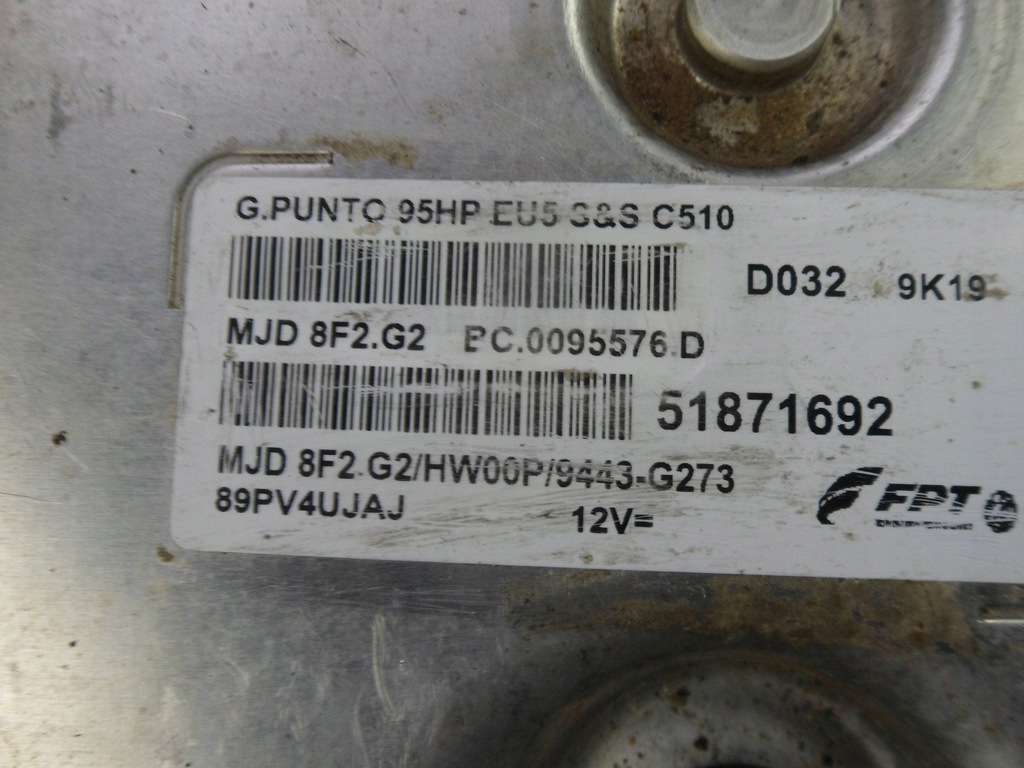 G.PUNTO 95HP EU5 S&S C510
D032 9K19
MJD 8F2.G2 BC.0095576.D
51871692
MJD 8F2.G2/HW00P/9443-G273
89PV4UJAJ
12V=
FPT